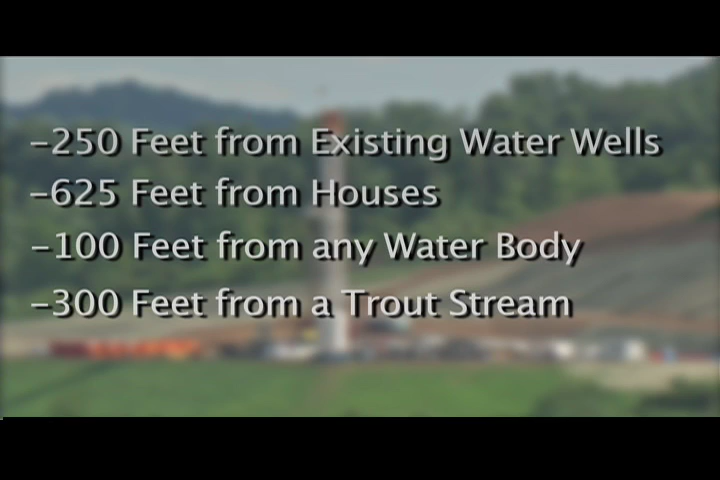 -250 Feet from Existing Water Wells
-625 Feet from Houses
-100 Feet from any Water Body
-300 Feet from a Trout Stream